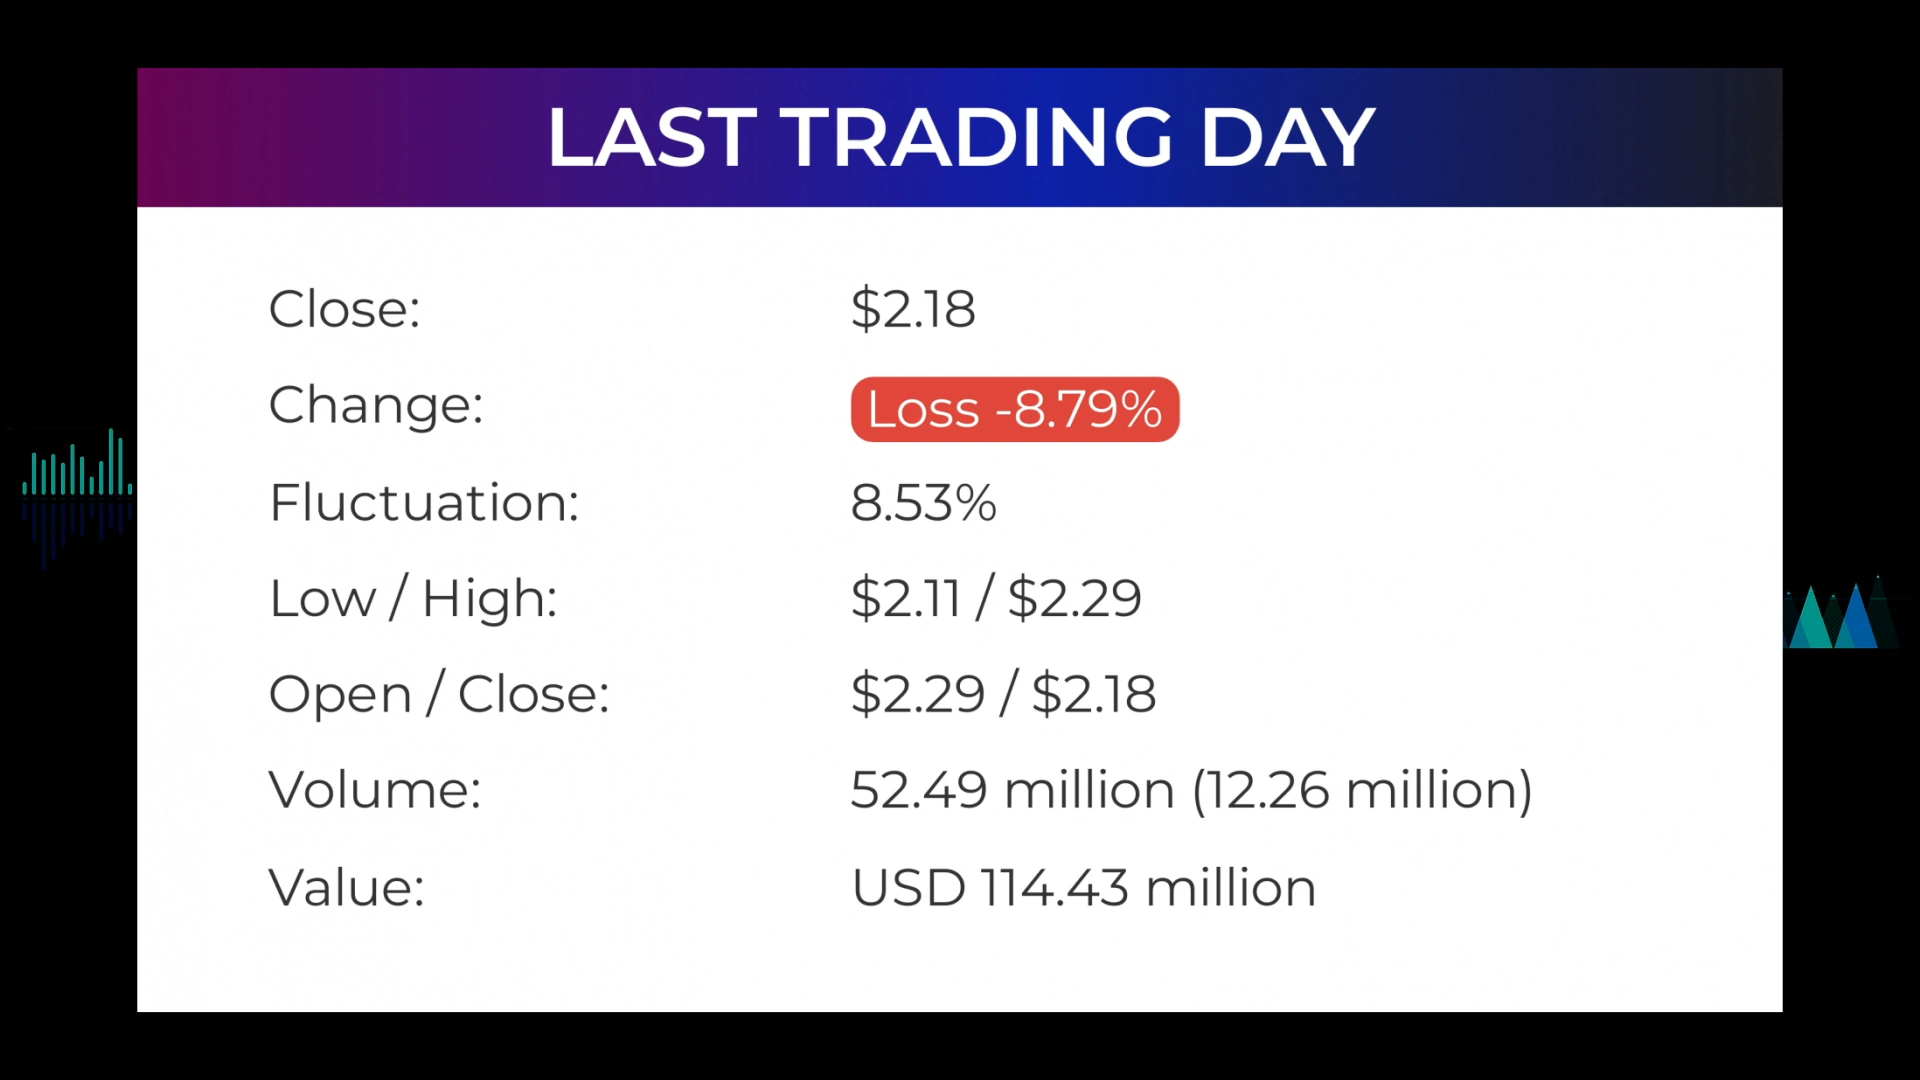 LAST TRADING DAY
Close: $2.18
Change: Loss -8.79%
Fluctuation: 8.53%
Low / High: $2.11 / $2.29
Open / Close: $2.29 / $2.18
Volume: 52.49 million (12.26 million)
Value: USD 114.43 million